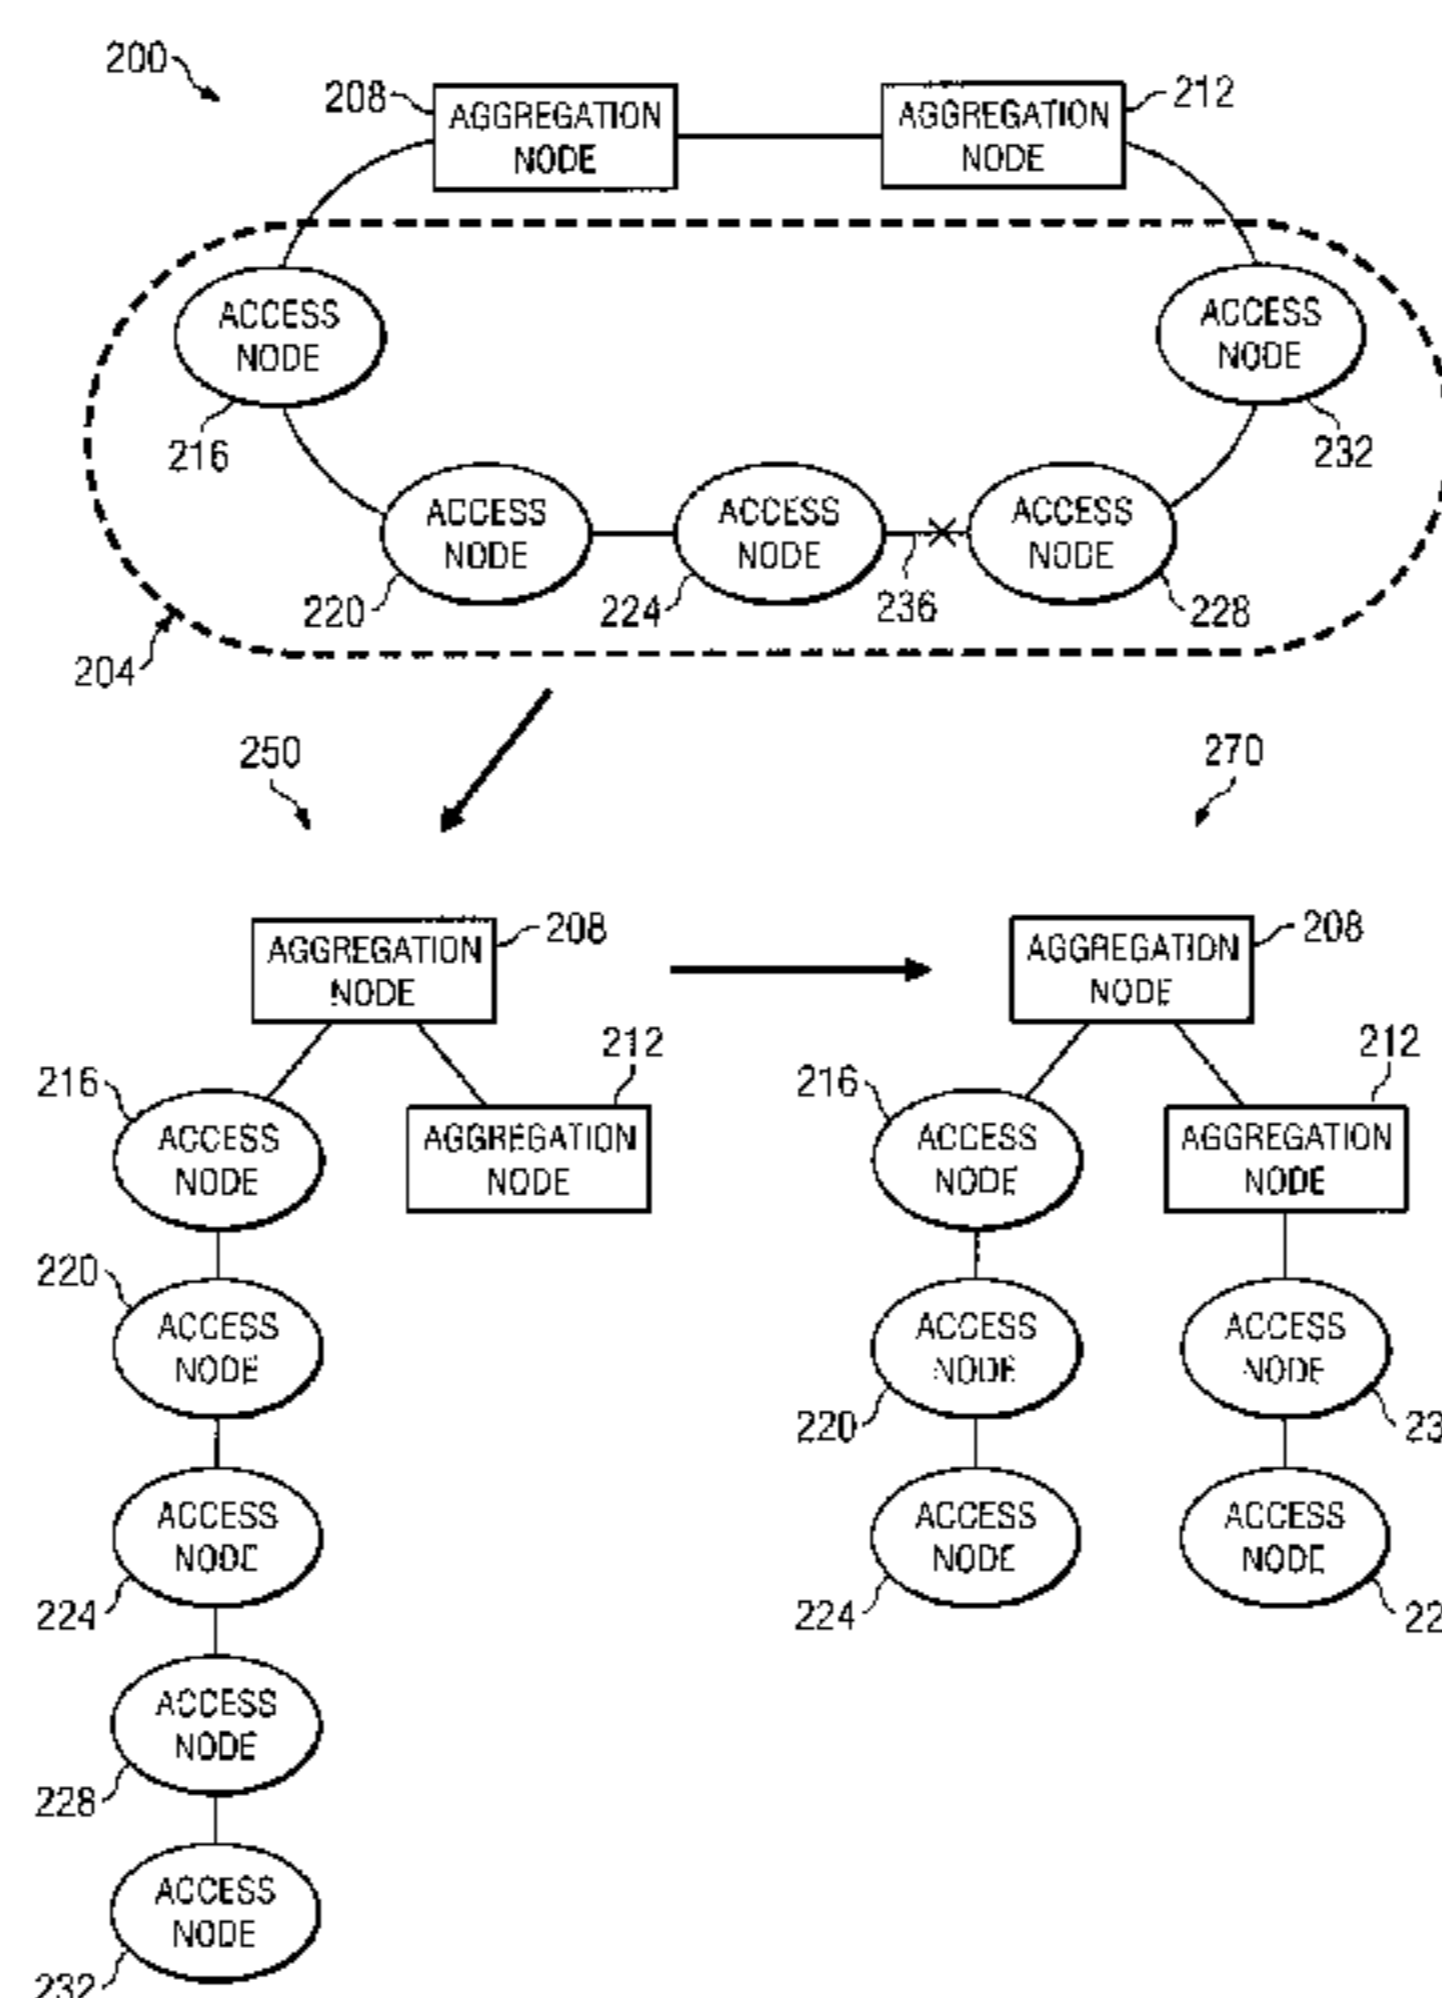 200
208
AGGREGATION
NODE
AGGREGATION
NODE
212
ACCESS
NODE
216
ACCESS
NODE
232
ACCESS
NODE
220
ACCESS
NODE
224
236
ACCESS
NODE
228
204
250
270
AGGREGATION
NODE
208
216
ACCESS
NODE
212
AGGREGATION
NODE
220
ACCESS
NODE
ACCESS
NODE
224
ACCESS
NODE
228
ACCESS
NODE
232
AGGREGATION
NODE
208
216
ACCESS
NODE
212
AGGREGATION
NODE
ACCESS
NODE
220
ACCESS
NODE
ACCESS
NODE
224
ACCESS
NODE